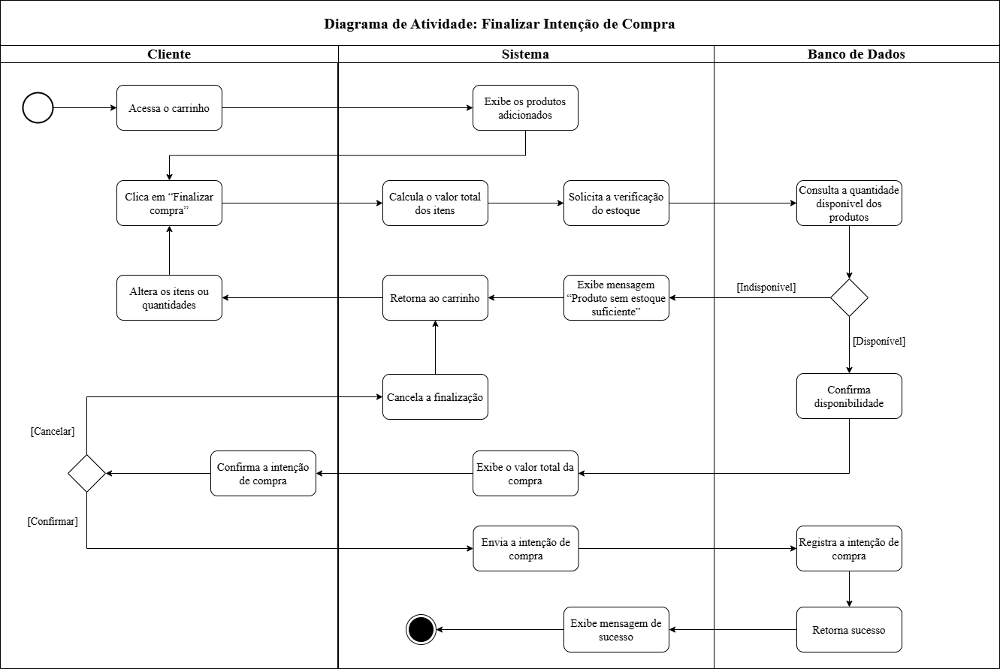 Diagrama de Atividade: Finalizar Intenção de Compra
Cliente
Sistema
Banco de Dados
Acessa o carrinho
Exibe os produtos
adicionados
Clica em “Finalizar
compra”
Calcula o valor total
dos itens
Solicita a verificação
do estoque
Consulta a quantidade
disponível dos
produtos
Altera os itens ou
quantidades
Retorna ao carrinho
Exibe mensagem
“Produto sem estoque
suficiente”
[Indisponível]
[Disponível]
Cancela a finalização
Confirma
disponibilidade
[Cancelar]
Confirma a intenção
de compra
Exibe o valor total da
compra
[Confirmar]
Envia a intenção de
compra
Registra a intenção de
compra
Exibe mensagem de
sucesso
Retorna sucesso